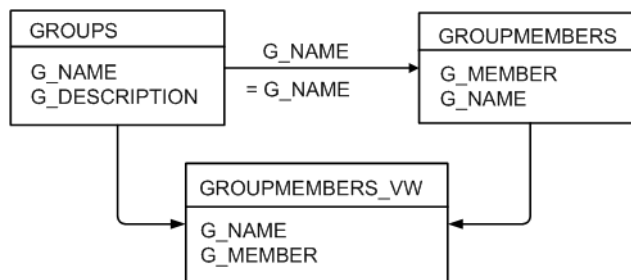 GROUPS
G_NAME
G_DESCRIPTION
G_NAME
= G_NAME
GROUPMEMBERS
G_MEMBER
G_NAME
GROUPMEMBERS_VW
G_NAME
G_MEMBER